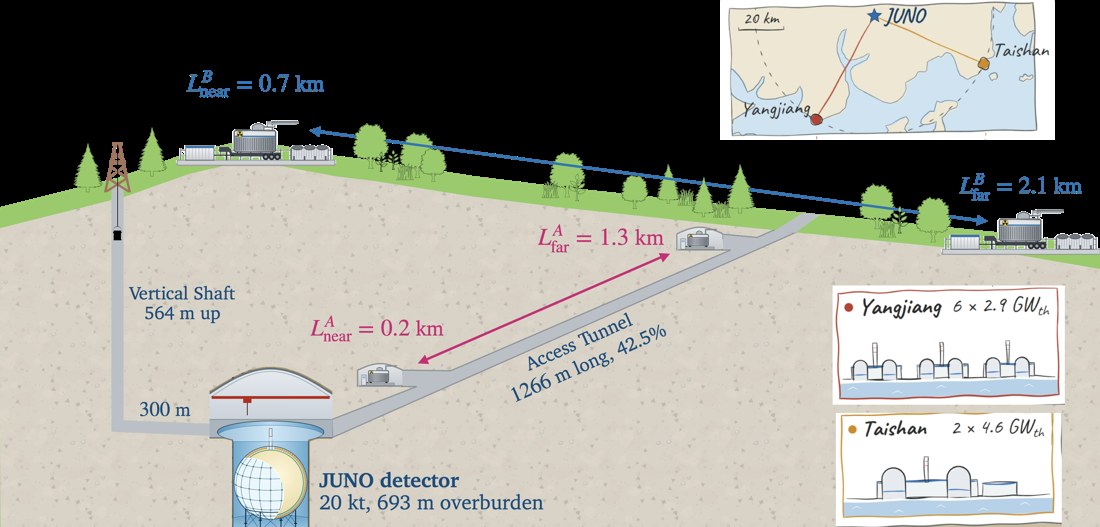 L^B_near = 0.7 km
20 km
JUNO
Taishan
Yangjiang
L^B_far = 2.1 km
L^A_far = 1.3 km
Vertical Shaft
564 m up
L^A_near = 0.2 km
Access Tunnel
1266 m long, 42.5%
300 m
JUNO detector
20 kt, 693 m overburden
Yangjiang 6 × 2.9 GW_th
Taishan 2 × 4.6 GW_th